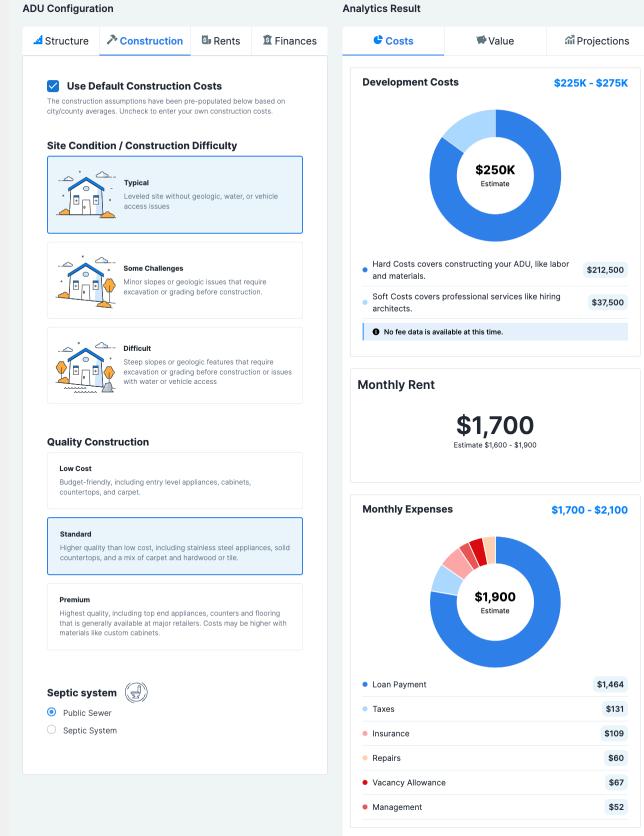 ADU Configuration
Structure
Construction
Rents
Finances
Use Default Construction Costs
The construction assumptions have been pre-populated below based on
city/county averages. Uncheck to enter your own construction costs.
Site Condition / Construction Difficulty
Typical
Leveled site without geologic, water, or vehicle
access issues
Some Challenges
Minor slopes or geologic issues that require
excavation or grading before construction.
Difficult
Steep slopes or geologic features that require
excavation or grading before construction or issues
with water or vehicle access
Quality Construction
Low Cost
Budget-friendly, including entry level appliances, cabinets,
countertops, and carpet.
Standard
Higher quality than low cost, including stainless steel appliances, solid
countertops, and a mix of carpet and hardwood or tile.
Premium
Highest quality, including top end appliances, counters and flooring
that is generally available at major retailers. Costs may be higher with
materials like custom cabinets.
Septic system
Public Sewer
Septic System
Analytics Result
Costs
Value
Projections
Development Costs
$225K - $275K
$250K
Estimate
Hard Costs covers constructing your ADU, like labor
and materials.
$212,500
Soft Costs covers professional services like hiring
architects.
$37,500
No fee data is available at this time.
Monthly Rent
$1,700
Estimate $1,600 - $1,900
Monthly Expenses
$1,700 - $2,100
$1,900
Estimate
Loan Payment
$1,464
Taxes
$131
Insurance
$109
Repairs
$60
Vacancy Allowance
$67
Management
$52